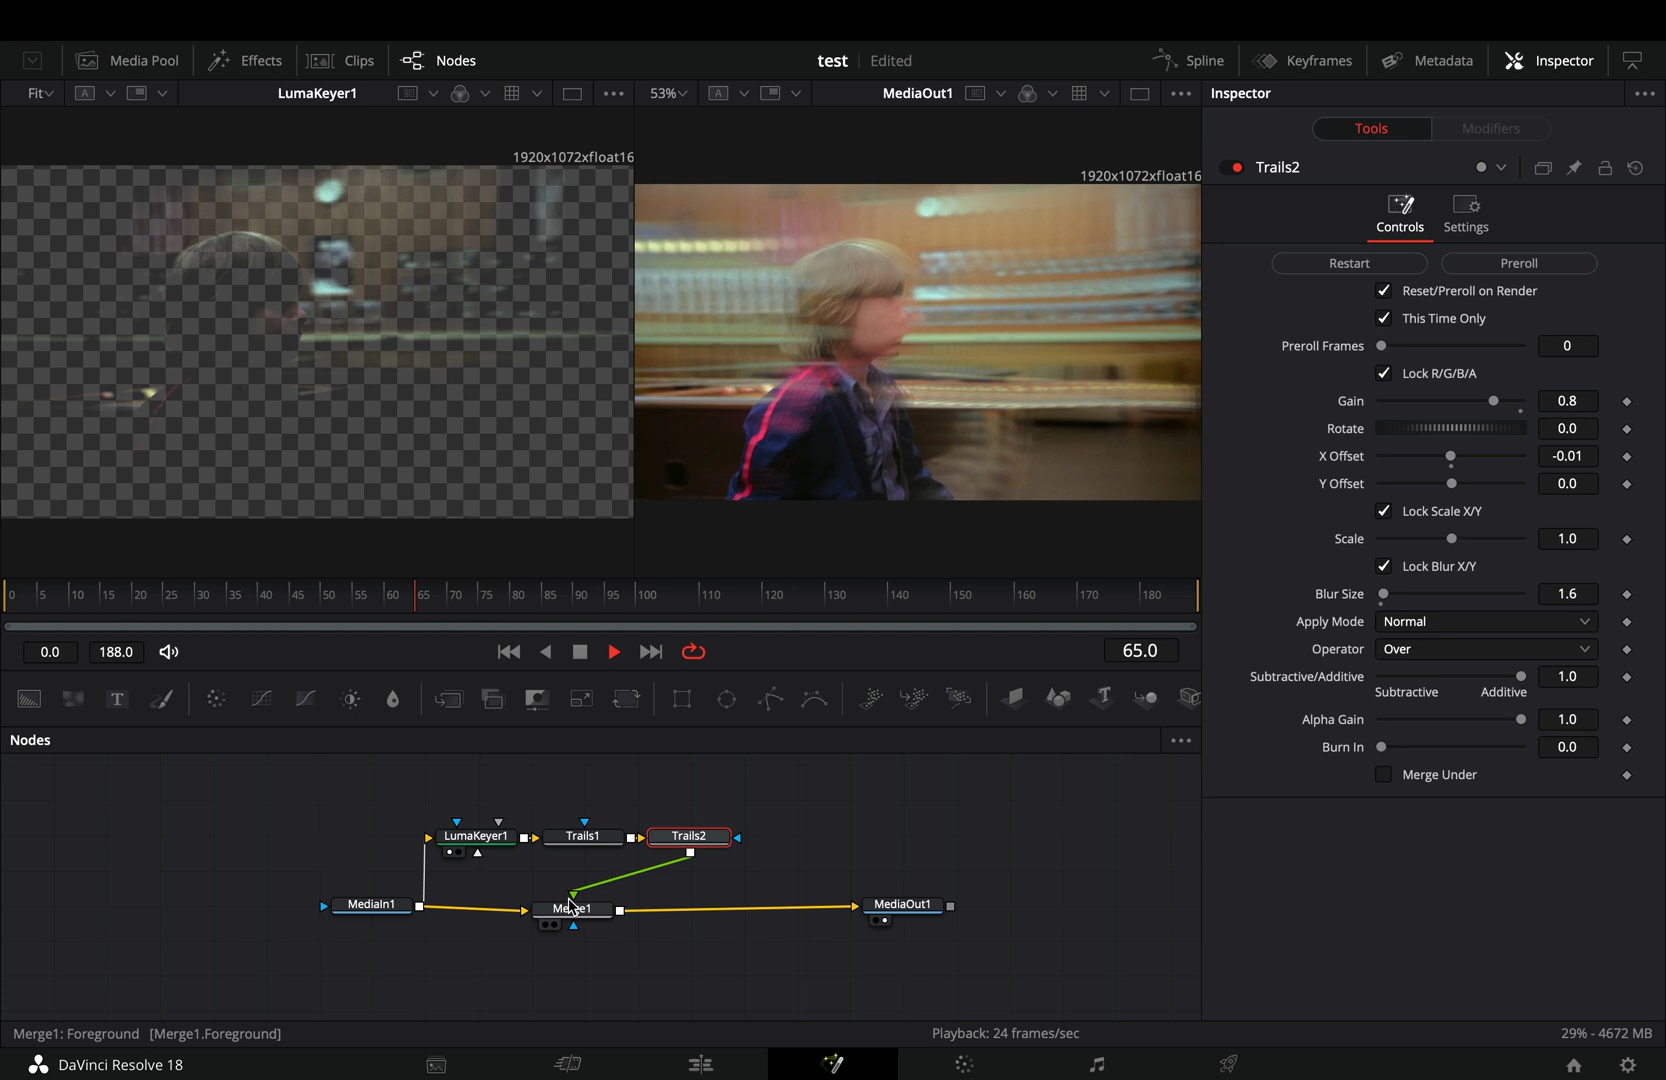 Media Pool Effects Clips Nodes test Edited Spline Keyframes Metadata Inspector
Fit A LumaKeyer1 53% A MediaOut1 Inspector
Tools Modifiers
1920x1072xfloat16
1920x1072xfloat16
Trails2
Controls Settings
Restart Preroll
Reset/Preroll on Render
This Time Only
Preroll Frames 0
Lock R/G/B/A
Gain 0.8
Rotate 0.0
X Offset -0.01
Y Offset 0.0
Lock Scale X/Y
Scale 1.0
Lock Blur X/Y
Blur Size 1.6
Apply Mode Normal
Operator Over
Subtractive/Additive 1.0
Subtractive Additive
Alpha Gain 1.0
Burn In 0.0
Merge Under
0 5 10 15 20 25 30 35 40 45 50 55 60 65 70 75 80 85 90 95 100 110 120 130 140 150 160 170 180
0.0 188.0 65.0
T T
Nodes
LumaKeyer1 Trails1 Trails2
MediaIn1 Merge1 MediaOut1
Merge1: Foreground [Merge1.Foreground] Playback: 24 frames/sec 29% - 4672 MB
DaVinci Resolve 18